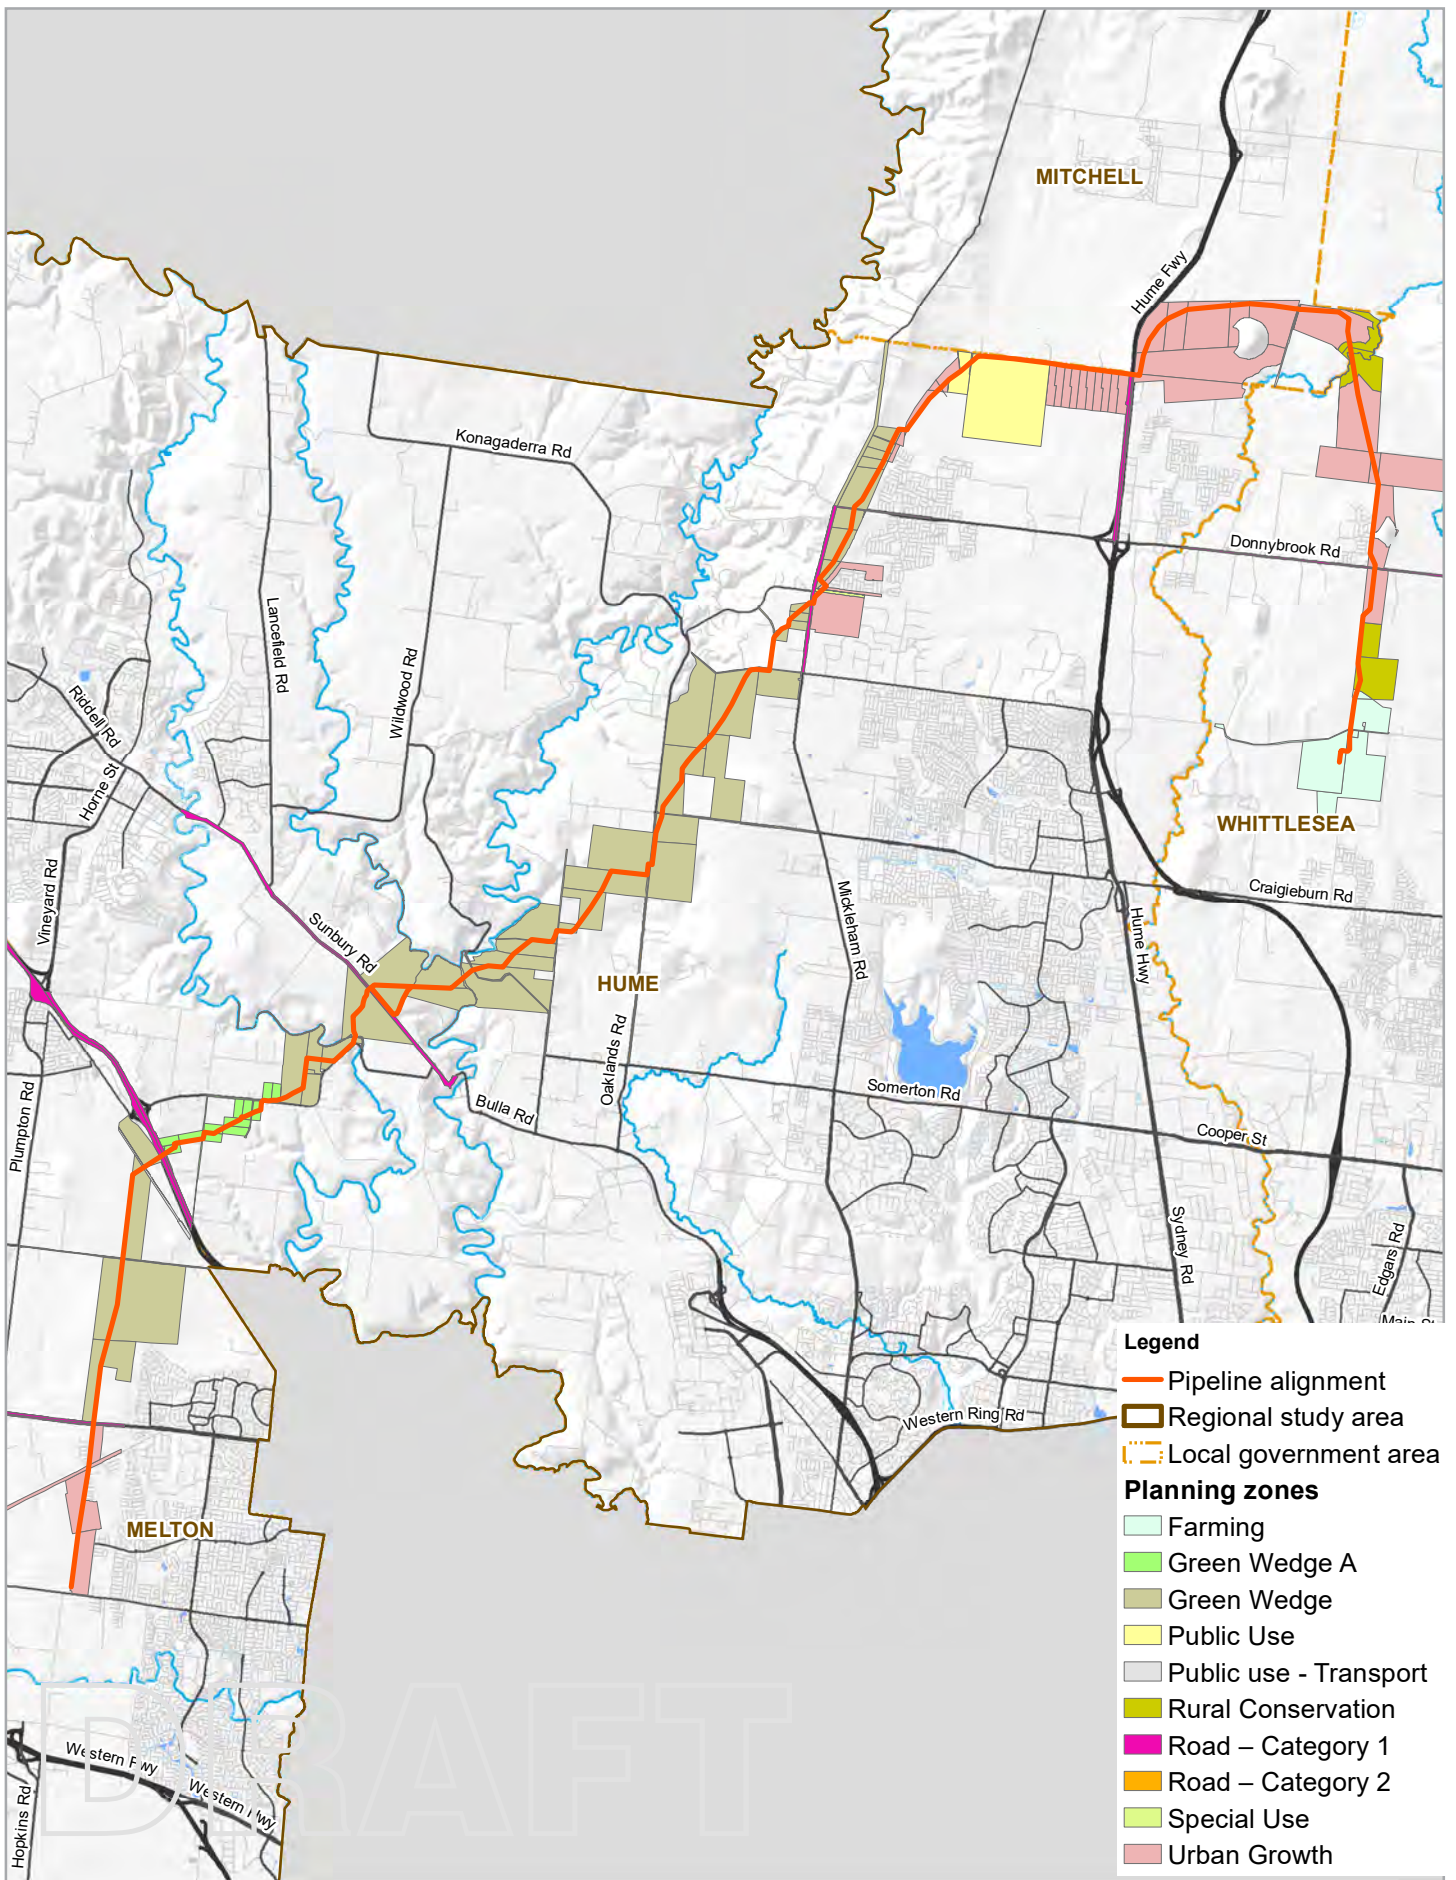 MITCHELL
Hume Fwy
Konagaderra Rd
Donnybrook Rd
Lancefield Rd
Wildwood Rd
Riddell Rd
Horne St
WHITTLESEA
Vineyard Rd
Craigieburn Rd
Mickleham Rd
Hume Hwy
Sunbury Rd
HUME
Oaklands Rd
Somerton Rd
Bulla Rd
Plumpton Rd
Cooper St
Sydney Rd
Edgars Rd
Western Ring Rd
MELTON
Western Fwy
Western Hwy
Hopkins Rd
DRAFT
Legend
Pipeline alignment
Regional study area
Local government area
Planning zones
Farming
Green Wedge A
Green Wedge
Public Use
Public use - Transport
Rural Conservation
Road – Category 1
Road – Category 2
Special Use
Urban Growth